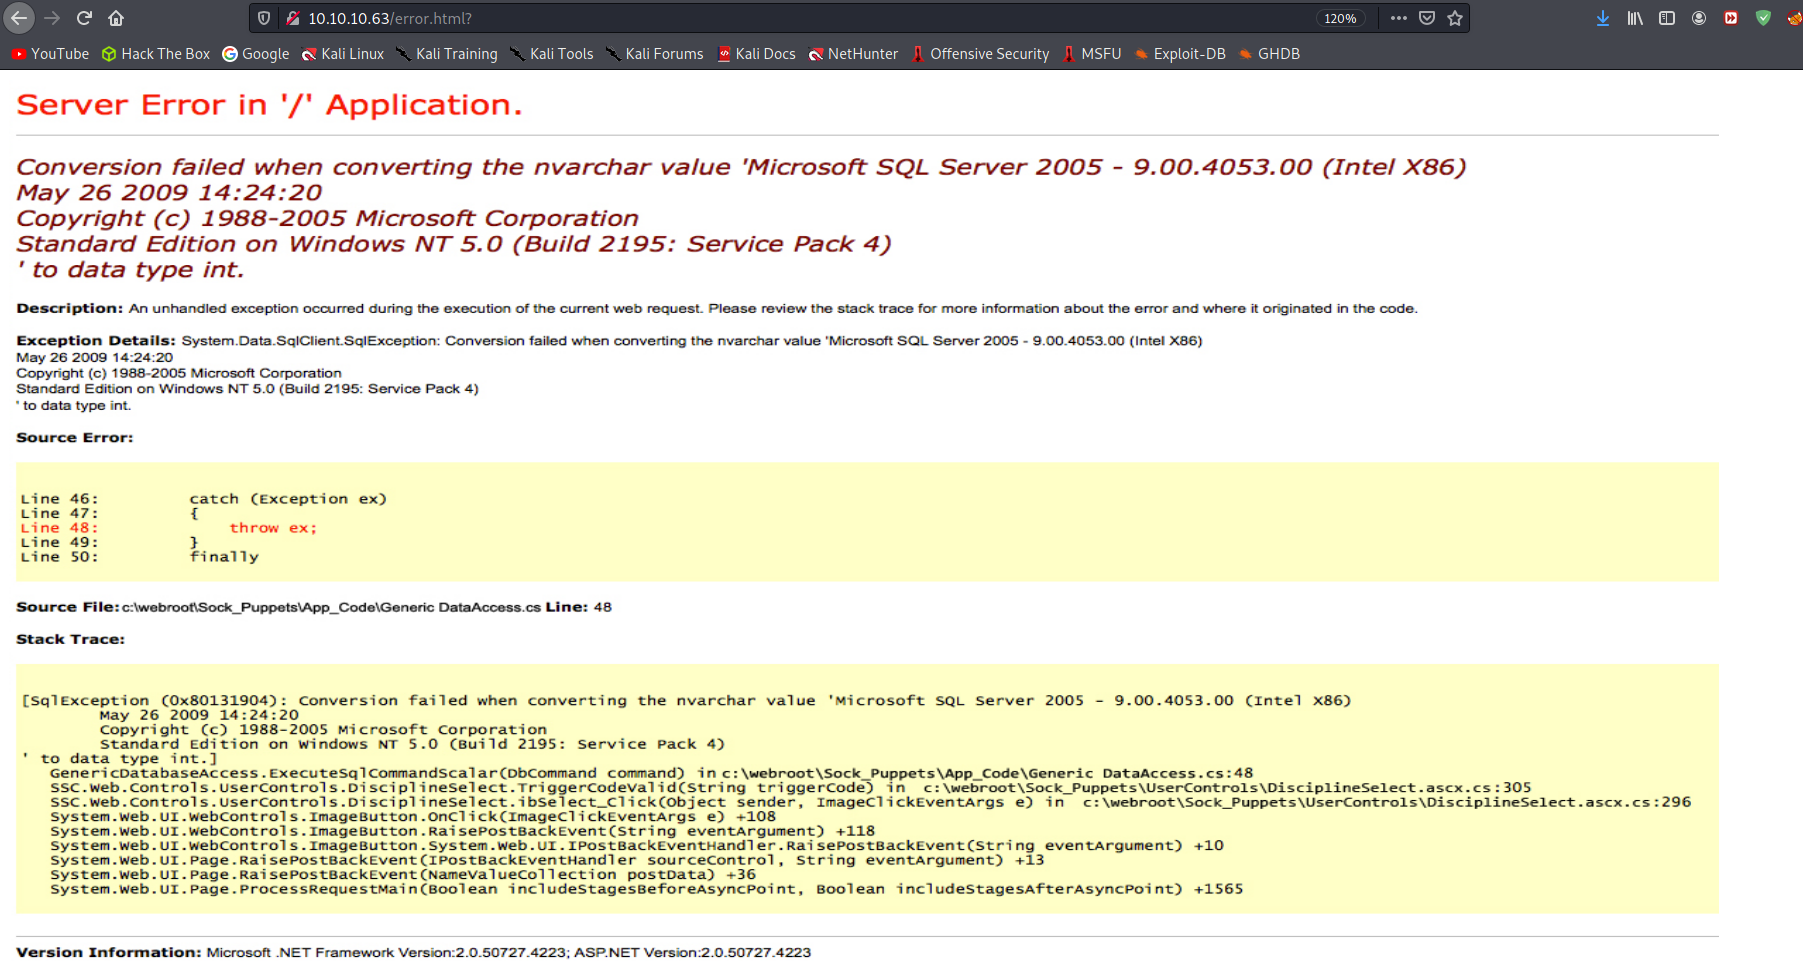 10.10.10.63/error.html?
120%
YouTube Hack The Box Google Kali Linux Kali Training Kali Tools Kali Forums Kali Docs NetHunter Offensive Security MSFU Exploit-DB GHDB
Server Error in '/' Application.
Conversion failed when converting the nvarchar value 'Microsoft SQL Server 2005 - 9.00.4053.00 (Intel X86)
May 26 2009 14:24:20
Copyright (c) 1988-2005 Microsoft Corporation
Standard Edition on Windows NT 5.0 (Build 2195: Service Pack 4)
' to data type int.
Description: An unhandled exception occurred during the execution of the current web request. Please review the stack trace for more information about the error and where it originated in the code.
Exception Details: System.Data.SqlClient.SqlException: Conversion failed when converting the nvarchar value 'Microsoft SQL Server 2005 - 9.00.4053.00 (Intel X86)
May 26 2009 14:24:20
Copyright (c) 1988-2005 Microsoft Corporation
Standard Edition on Windows NT 5.0 (Build 2195: Service Pack 4)
' to data type int.
Source Error:
Line 46: catch (Exception ex)
Line 47: {
Line 48: throw ex;
Line 49: }
Line 50: finally
Source File: c:\webroot\Sock_Puppets\App_Code\Generic DataAccess.cs Line: 48
Stack Trace:
[SqlException (0x80131904): Conversion failed when converting the nvarchar value 'Microsoft SQL Server 2005 - 9.00.4053.00 (Intel X86)
May 26 2009 14:24:20
Copyright (c) 1988-2005 Microsoft Corporation
Standard Edition on Windows NT 5.0 (Build 2195: Service Pack 4)
' to data type int.]
GenericDatabaseAccess.ExecuteSqlCommandScalar(DbCommand command) in c:\webroot\Sock_Puppets\App_Code\Generic DataAccess.cs:48
SSC.Web.Controls.UserControls.DisciplineSelect.TriggerCodeValid(String triggerCode) in c:\webroot\Sock_Puppets\UserControls\DisciplineSelect.ascx.cs:305
SSC.Web.Controls.UserControls.DisciplineSelect.ibSelect_Click(Object sender, ImageClickEventArgs e) in c:\webroot\Sock_Puppets\UserControls\DisciplineSelect.ascx.cs:296
System.Web.UI.WebControls.ImageButton.OnClick(ImageClickEventArgs e) +108
System.Web.UI.WebControls.ImageButton.RaisePostBackEvent(String eventArgument) +118
System.Web.UI.WebControls.ImageButton.System.Web.UI.IPostBackEventHandler.RaisePostBackEvent(String eventArgument) +10
System.Web.UI.Page.RaisePostBackEvent(IPostBackEventHandler sourceControl, String eventArgument) +13
System.Web.UI.Page.RaisePostBackEvent(NameValueCollection postData) +36
System.Web.UI.Page.ProcessRequestMain(Boolean includeStagesBeforeAsyncPoint, Boolean includeStagesAfterAsyncPoint) +1565
Version Information: Microsoft .NET Framework Version:2.0.50727.4223; ASP.NET Version:2.0.50727.4223